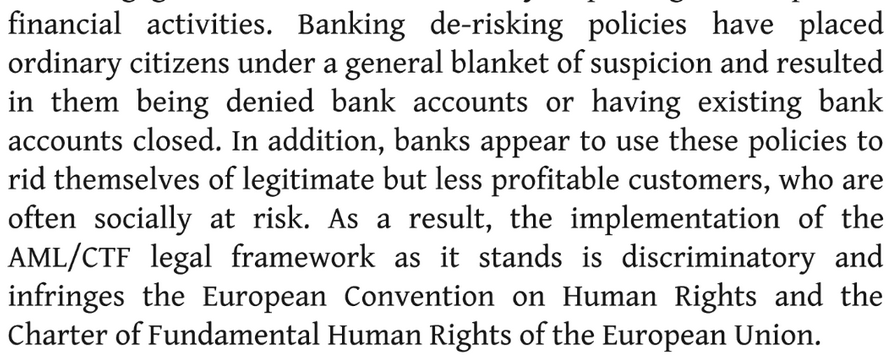 financial activities. Banking de-risking policies have placed
ordinary citizens under a general blanket of suspicion and resulted
in them being denied bank accounts or having existing bank
accounts closed. In addition, banks appear to use these policies to
rid themselves of legitimate but less profitable customers, who are
often socially at risk. As a result, the implementation of the
AML/CTF legal framework as it stands is discriminatory and
infringes the European Convention on Human Rights and the
Charter of Fundamental Human Rights of the European Union.